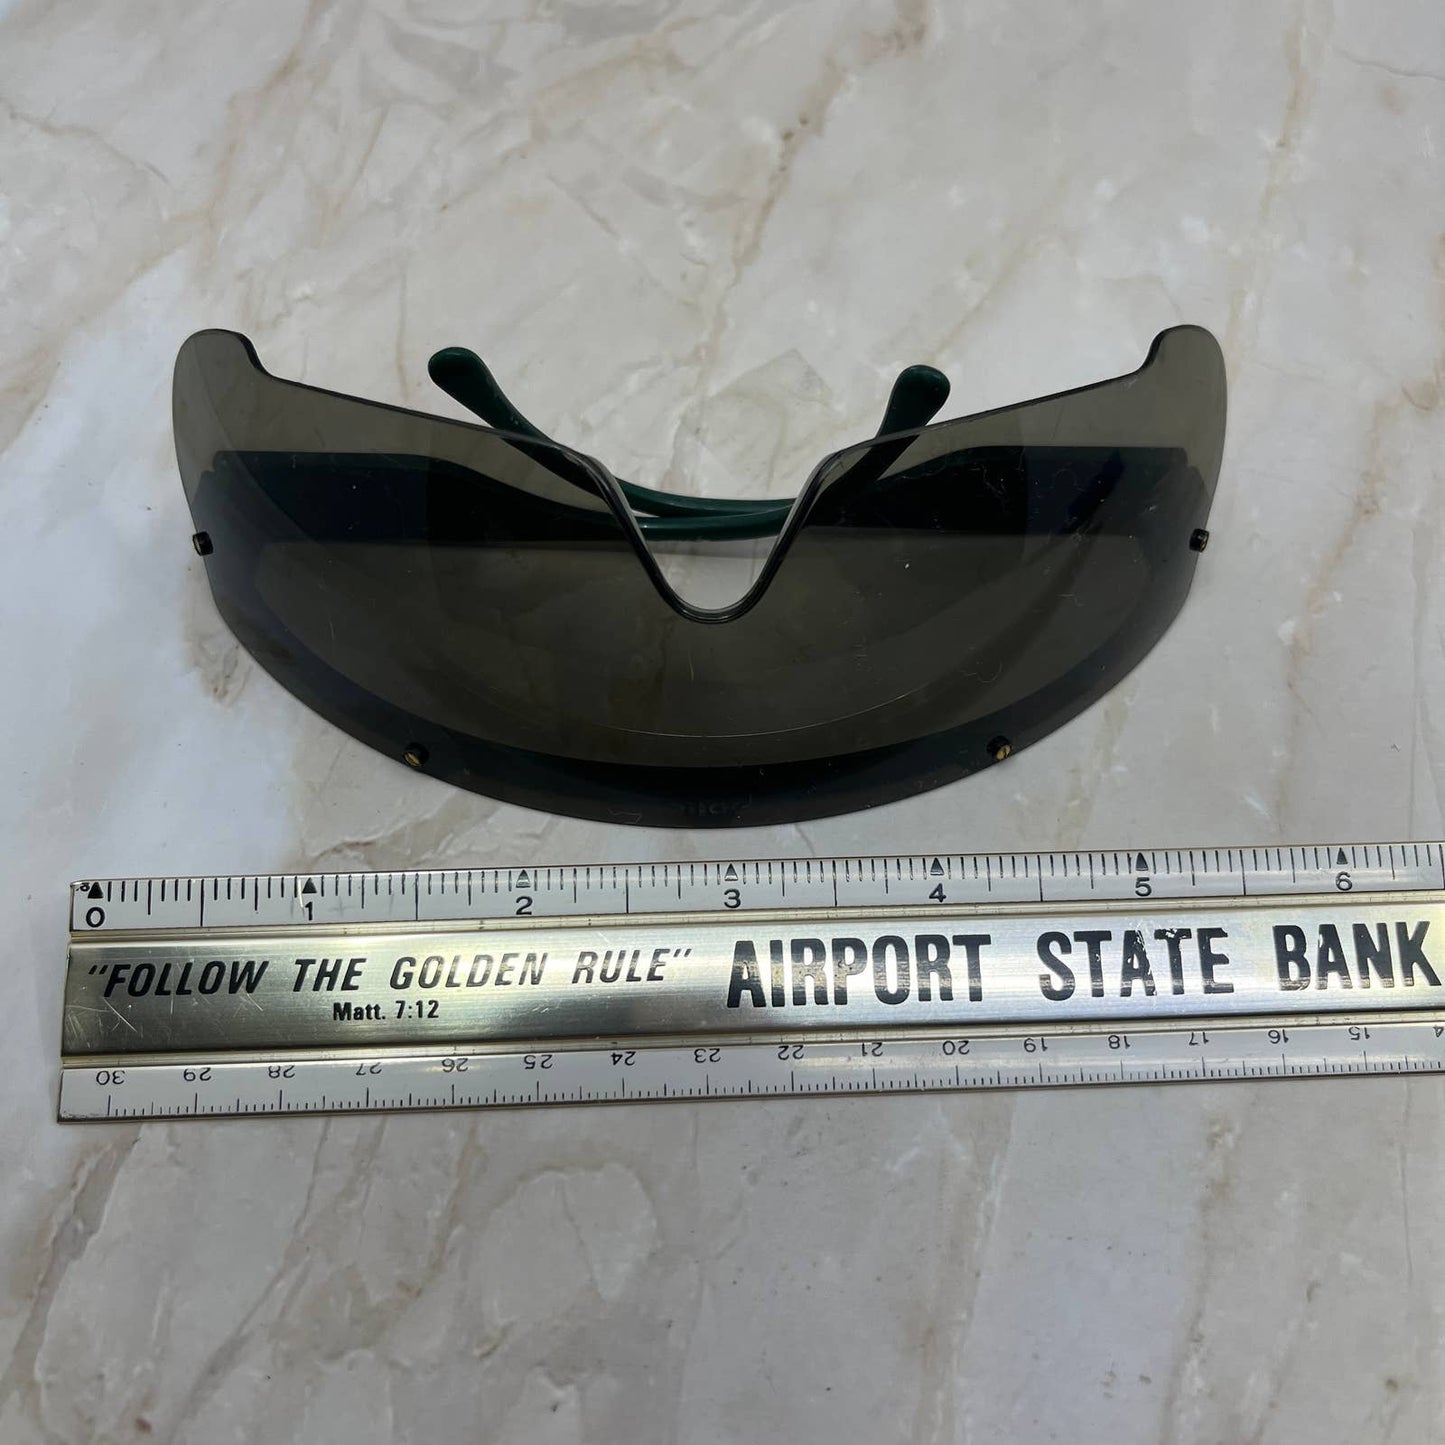 0 1 2 3 4 5 6
"FOLLOW THE GOLDEN RULE" AIRPORT STATE BANK
Matt. 7:12
30 29 28 27 26 25 24 23 22 21 20 19 18 17 16 15